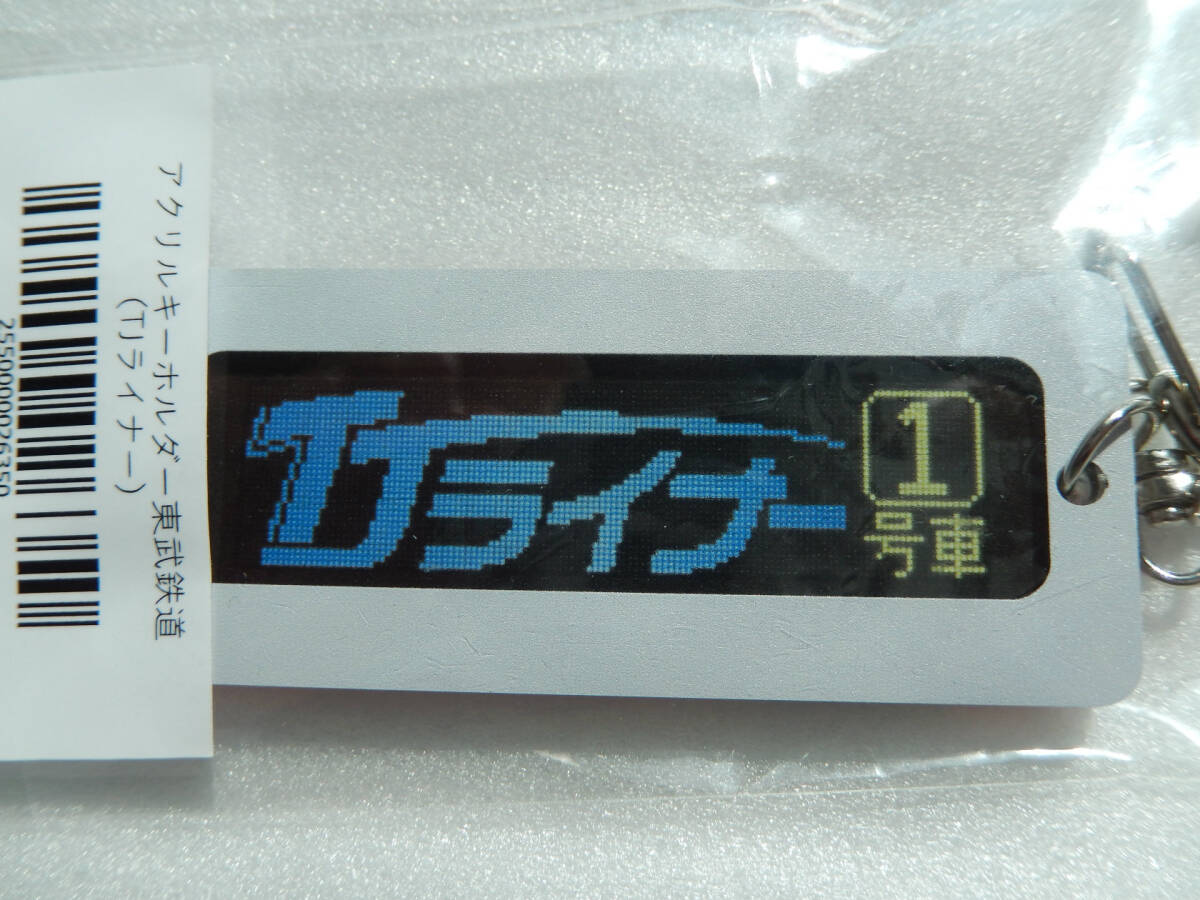 アクリルキーホルダー東武鉄道
(TJライナー)
2550000026350
TJライナー
1
号車